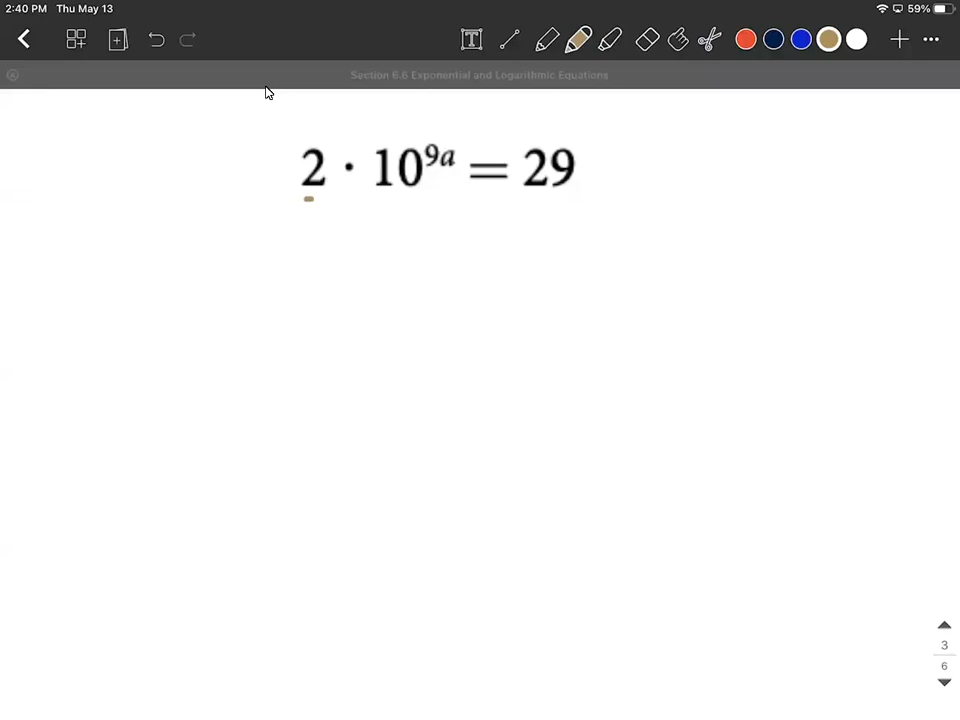 2:40 PM Thu May 13
59%
T
Section 6.6 Exponential and Logarithmic Equations
2 · 10^{9a} = 29
3
6